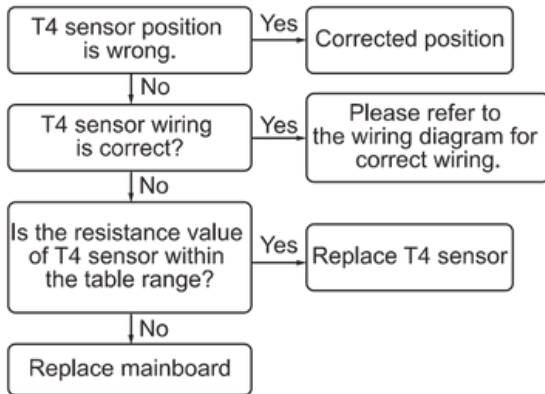 T4 sensor position
is wrong.
Yes
Corrected position
No
T4 sensor wiring
is correct?
Yes
Please refer to
the wiring diagram for
correct wiring.
No
Is the resistance value
of T4 sensor within
the table range?
Yes
Replace T4 sensor
No
Replace mainboard